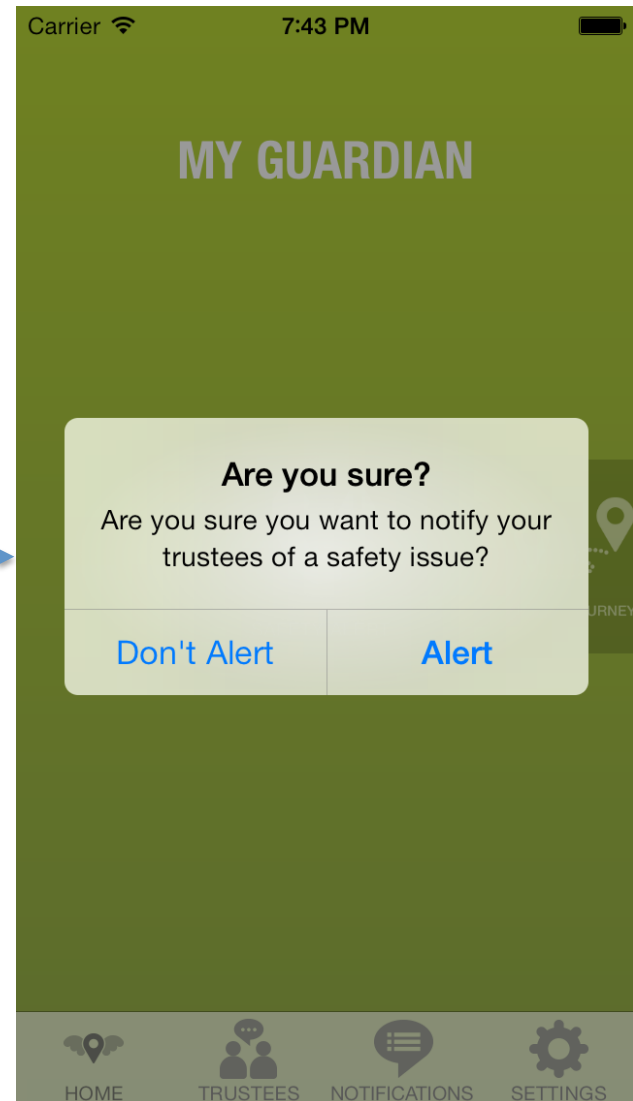 Carrier 7:43 PM
MY GUARDIAN
Are you sure?
Are you sure you want to notify your
trustees of a safety issue?
URNEY
Don't Alert Alert
HOME TRUSTEES NOTIFICATIONS SETTINGS